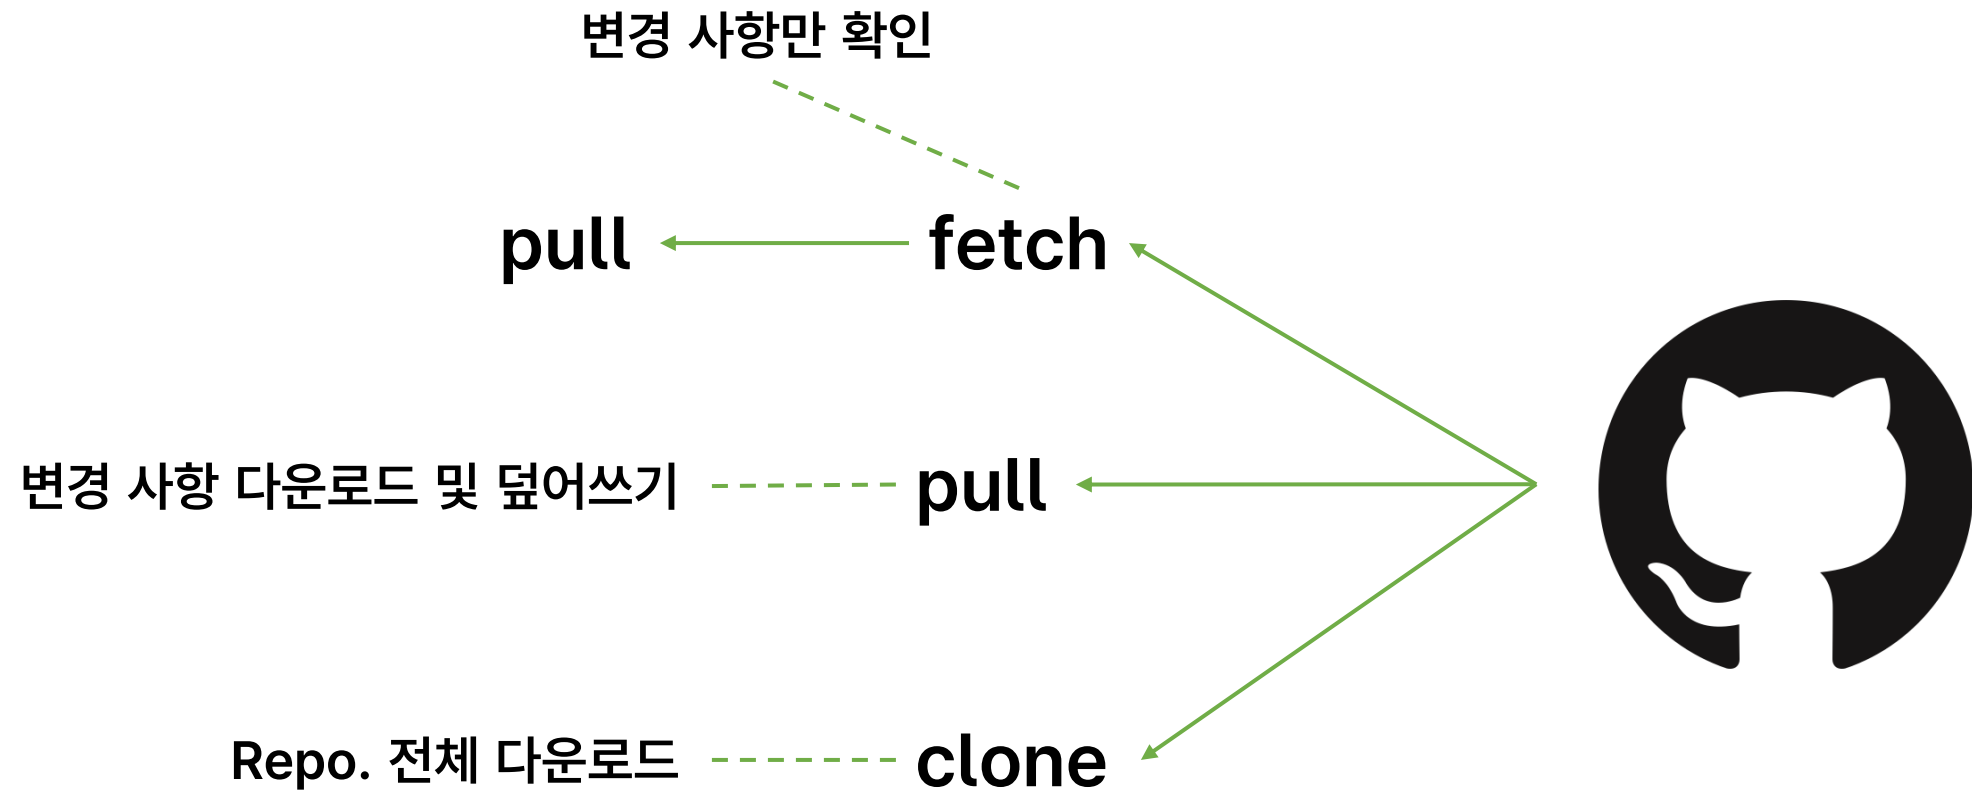 변경 사항만 확인
pull
fetch
변경 사항 다운로드 및 덮어쓰기
pull
Repo. 전체 다운로드
clone